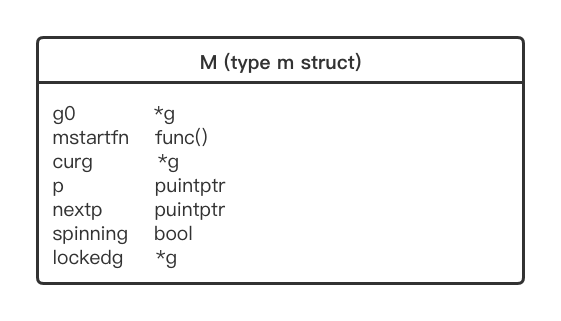 M (type m struct)
g0 *g
mstartfn func()
curg *g
p puintptr
nextp puintptr
spinning bool
lockedg *g